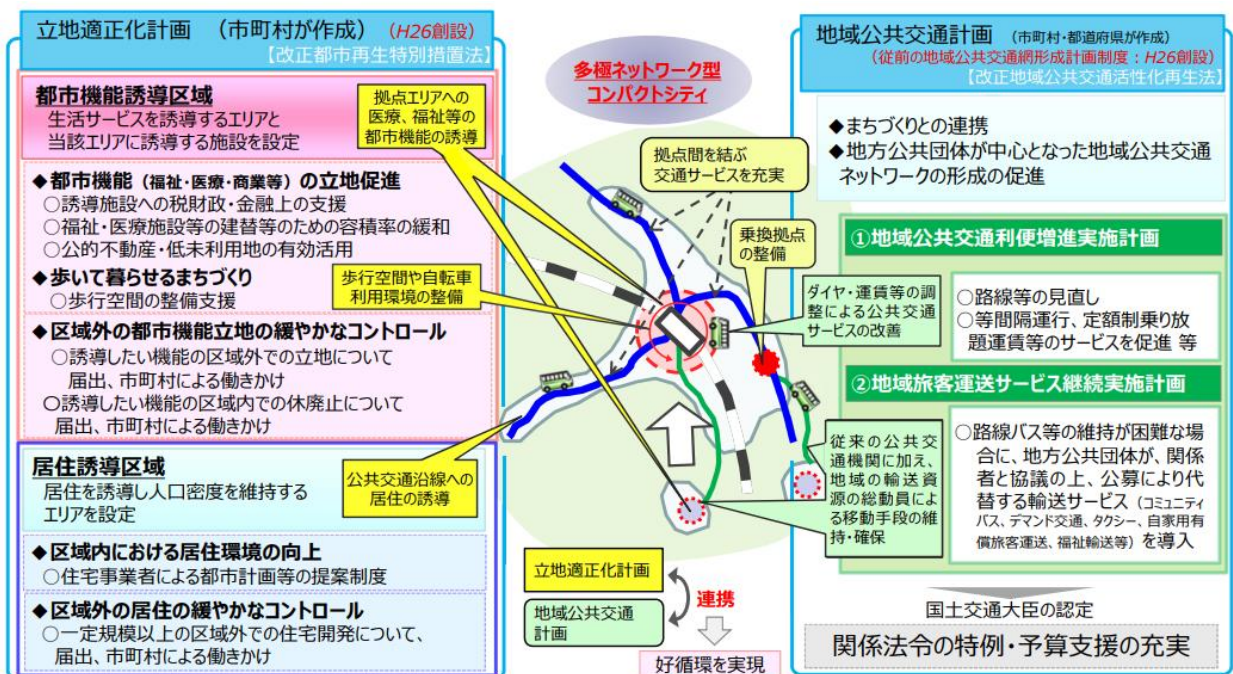 立地適正化計画 (市町村が作成) (H26創設)
【改正都市再生特別措置法】
都市機能誘導区域
生活サービスを誘導するエリアと
当該エリアに誘導する施設を設定
◆都市機能(福祉・医療・商業等)の立地促進
○誘導施設への税財政・金融上の支援
○福祉・医療施設等の建替等のための容積率の緩和
○公的不動産・低未利用地の有効活用
◆歩いて暮らせるまちづくり
○歩行空間の整備支援
◆区域外の都市機能立地の緩やかなコントロール
○誘導したい機能の区域外での立地について
届出、市町村による働きかけ
○誘導したい機能の区域内での休廃止について
届出、市町村による働きかけ
居住誘導区域
居住を誘導し人口密度を維持する
エリアを設定
◆区域内における居住環境の向上
○住宅事業者による都市計画等の提案制度
◆区域外の居住の緩やかなコントロール
○一定規模以上の区域外での住宅開発について、
届出、市町村による働きかけ
多極ネットワーク型
コンパクトシティ
拠点エリアへの
医療、福祉等の
都市機能の誘導
拠点間を結ぶ
交通サービスを充実
乗換拠点
の整備
歩行空間や自転車
利用環境の整備
ダイヤ・運賃等の調
整による公共交通
サービスの改善
公共交通沿線への
居住の誘導
従来の公共交
通機関に加え、
地域の輸送資
源の総動員によ
る移動手段の維
持・確保
立地適正化計画
地域公共交通
計画
連携
好循環を実現
地域公共交通計画 (市町村・都道府県が作成)
(従前の地域公共交通網形成計画制度:H26創設)
【改正地域公共交通活性化再生法】
◆まちづくりとの連携
◆地方公共団体が中心となった地域公共交通
ネットワークの形成の促進
①地域公共交通利便増進実施計画
○路線等の見直し
○等間隔運行、定額制乗り放
題運賃等のサービスを促進 等
②地域旅客運送サービス継続実施計画
○路線バス等の維持が困難な場
合に、地方公共団体が、関係
者と協議の上、公募により代
替する輸送サービス(コミュニティ
バス、デマンド交通、タクシー、自家用有
償旅客運送、福祉輸送等)を導入
国土交通大臣の認定
関係法令の特例・予算支援の充実